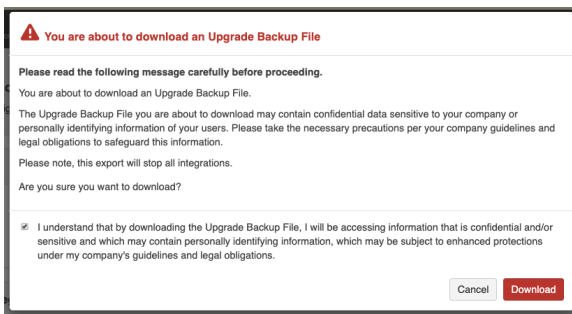 You are about to download an Upgrade Backup File
Please read the following message carefully before proceeding.
You are about to download an Upgrade Backup File.
The Upgrade Backup File you are about to download may contain confidential data sensitive to your company or
personally identifying information of your users. Please take the necessary precautions per your company guidelines and
legal obligations to safeguard this information.
Please note, this export will stop all integrations.
Are you sure you want to download?
I understand that by downloading the Upgrade Backup File, I will be accessing information that is confidential and/or
sensitive and which may contain personally identifying information, which may be subject to enhanced protections
under my company's guidelines and legal obligations.
Cancel Download